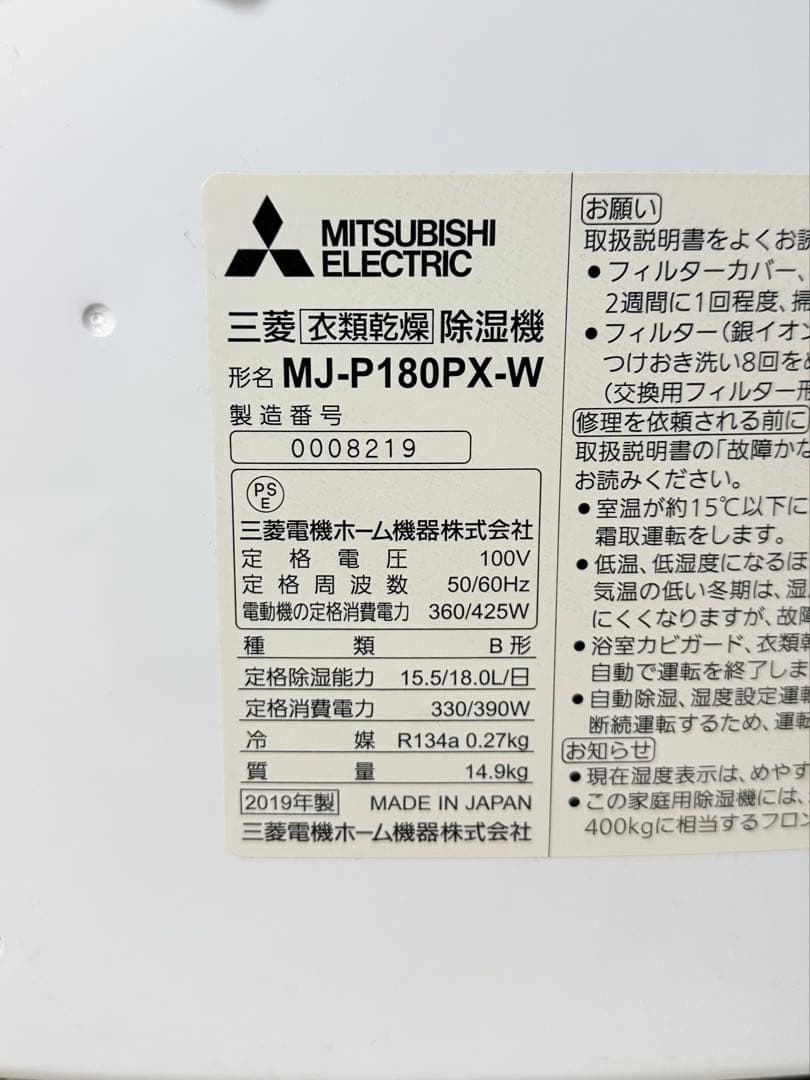 MITSUBISHI
ELECTRIC
三菱 衣類乾燥 除湿機
形名 MJ-P180PX-W
製造番号
0008219
PS
E
三菱電機ホーム機器株式会社
定格電圧 100V
定格周波数 50/60Hz
電動機の定格消費電力 360/425W
種類 B形
定格除湿能力 15.5/18.0L/日
定格消費電力 330/390W
冷媒 R134a 0.27kg
質量 14.9kg
2019年製 MADE IN JAPAN
三菱電機ホーム機器株式会社
お願い
取扱説明書をよくお読
●フィルターカバー、
2週間に1回程度、掃
●フィルター(銀イオン
つけおき洗い8回をめ
(交換用フィルター形
修理を依頼される前に
取扱説明書の「故障かな
お読みください。
●室温が約15℃以下に
霜取運転をします。
●低温、低湿度になるほ
気温の低い冬期は、湿
にくくなりますが、故障
●浴室カビガード、衣類乾
自動で運転を終了しま
●自動除湿、湿度設定運転
断続運転するため、運転
お知らせ
●現在湿度表示は、めやす
●この家庭用除湿機には、
400kgに相当するフロン